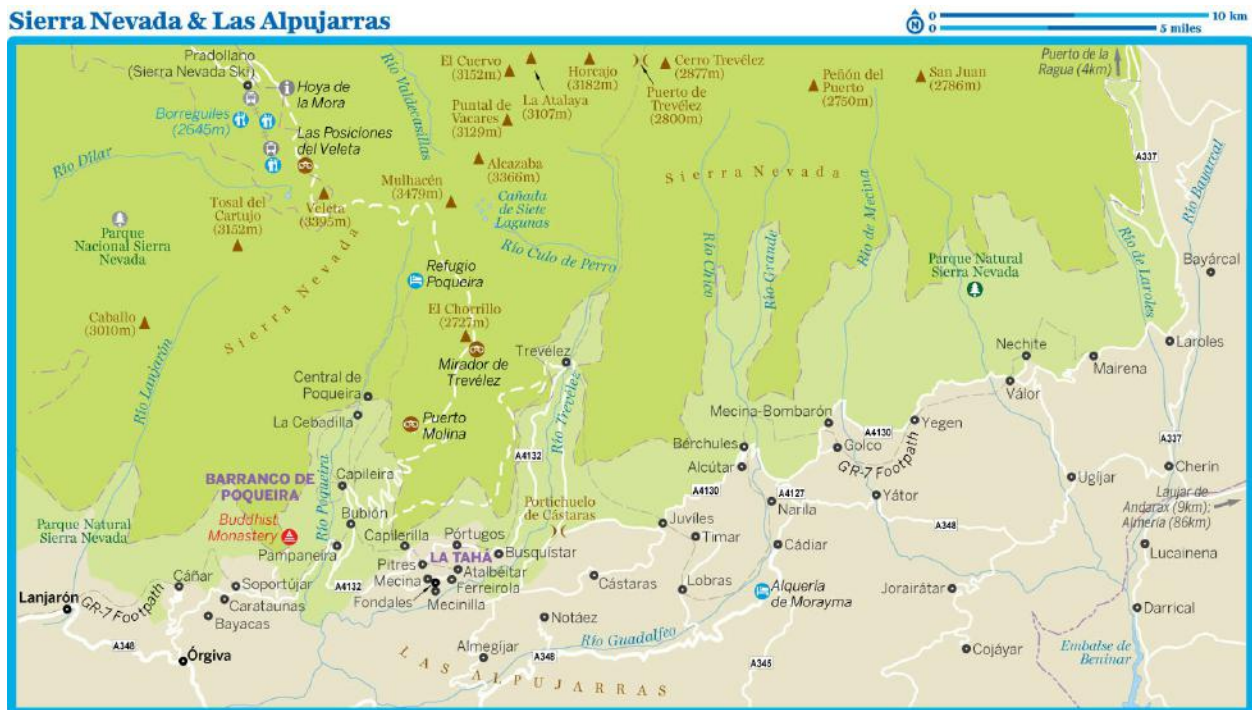 Sierra Nevada & Las Alpujarras
0
10 km
N
0
5 miles
Pradollano
(Sierra Nevada Ski)
Hoya de
la Mora
Borreguiles
(2645m)
Las Posiciones
del Veleta
Río Valdecasillas
El Cuervo
(3152m)
La Atalaya
(3107m)
Horcajo
(3182m)
Cerro Trevélez
(2877m)
Puerto de
Trevélez
(2800m)
Peñón del
Puerto
(2750m)
San Juan
(2786m)
Puerto de la
Ragua (4km)
Puntal de
Vacares
(3129m)
Río Dílar
Alcazaba
(3366m)
Sierra Nevada
A337
Río Bayárcal
Mulhacén
(3479m)
Cañada
de Siete
Lagunas
Río de Mecina
Tosal del
Cartujo
(3152m)
Veleta
(3395m)
Parque
Nacional Sierra
Nevada
Río Culo de Perro
Río Chico
Río Grande
Río de Laroles
Parque Natural
Sierra Nevada
Bayárcal
Refugio
Poqueira
Sierra Nevada
Caballo
(3010m)
El Chorrillo
(2727m)
Mirador de
Trevélez
Trevélez
Nechite
Laroles
Mairena
Río Lanjarón
Central de
Poqueira
Válor
La Cebadilla
Puerto
Molina
Río Trevélez
Mecina-Bombarón
Yegen
A4130
Golco
GR-7 Footpath
A337
A4132
Bérchules
Alcútar
Cherin
Capileira
BARRANCO DE
POQUEIRA
Río Poqueira
A4130
A4127
Narila
Yátor
Ugíjar
Laujar de
Andarax (9km);
Almería (86km)
Portichuelo
de Cástaras
Buddhist
Monastery
Bubión
Parque Natural
Sierra Nevada
Juviles
Timar
A348
Pampaneira
Capilerilla
Pórtugos
LA TAHÁ
Busquístar
Cádiar
Lucainena
Pitres
Atalbéitar
Mecina
Ferreirola
Fondales
Mecinilla
Cáñar
Soportújar
A4132
Cástaras
Lobras
Alquería
de Morayma
Jorairátar
Lanjarón
GR-7 Footpath
Carataunas
Bayacas
Notáez
Darrical
Río Guadalfeo
A348
Órgiva
Almegíjar
A348
A345
Cojáyar
Embalse de
Benínar
LAS ALPUJARRAS